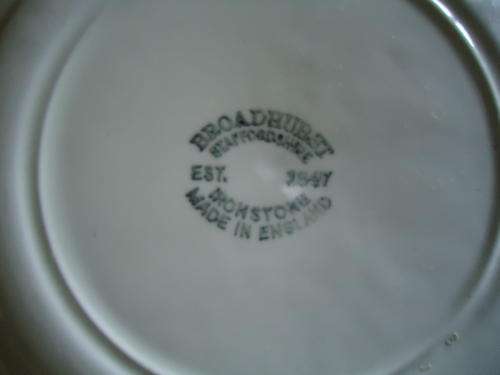 BROADHURST
STAFFORDSHIRE
EST. 1847
IRONSTONE
MADE IN ENGLAND